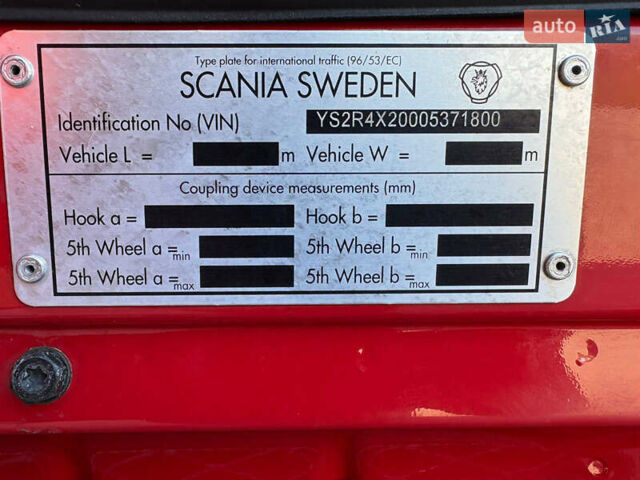 auto RIA.com
Type plate for international traffic (96/53/EC)
SCANIA SWEDEN
Identification No (VIN) YS2R4X20005371800
Vehicle L = m Vehicle W = m
Coupling device measurements (mm)
Hook a = Hook b =
5th Wheel a =min 5th Wheel b =min
5th Wheel a =max 5th Wheel b =max